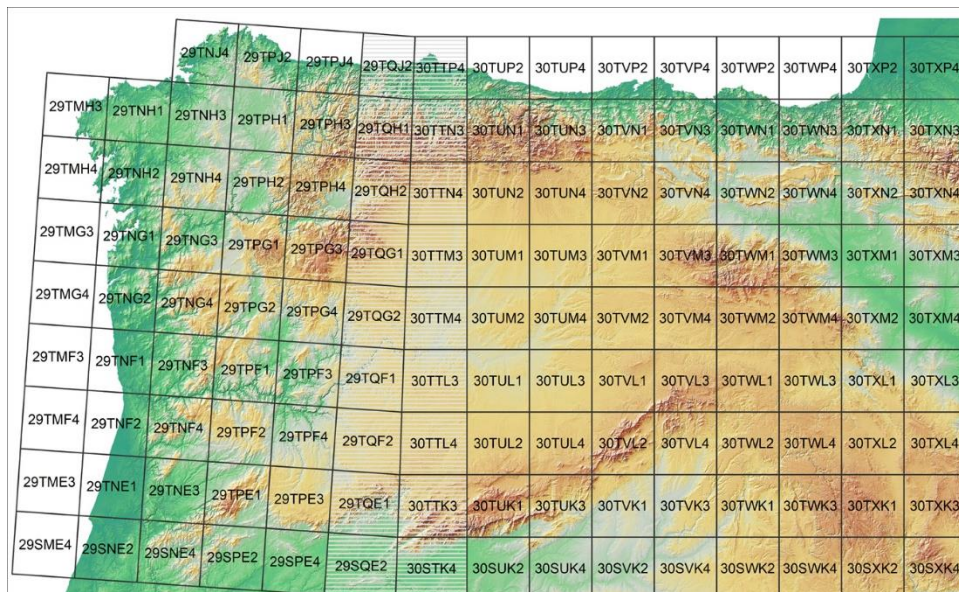 29TNJ4 29TPJ2 29TPJ4 29TQJ2 30TTP4 30TUP2 30TUP4 30TVP2 30TVP4 30TWP2 30TWP4 30TXP2 30TXP4
29TMH3 29TNH1 29TNH3 29TPH1 29TPH3 29TQH1 30TTN3 30TUN1 30TUN3 30TVN1 30TVN3 30TWN1 30TWN3 30TXN1 30TXN3
29TMH4 29TNH2 29TNH4 29TPH2 29TPH4 29TQH2 30TTN4 30TUN2 30TUN4 30TVN2 30TVN4 30TWN2 30TWN4 30TXN2 30TXN4
29TMG3 29TNG1 29TNG3 29TPG1 29TPG3 29TQG1 30TTM3 30TUM1 30TUM3 30TVM1 30TVM3 30TWM1 30TWM3 30TXM1 30TXM3
29TMG4 29TNG2 29TNG4 29TPG2 29TPG4 29TQG2 30TTM4 30TUM2 30TUM4 30TVM2 30TVM4 30TWM2 30TWM4 30TXM2 30TXM4
29TMF3 29TNF1 29TNF3 29TPF1 29TPF3 29TQF1 30TTL3 30TUL1 30TUL3 30TVL1 30TVL3 30TWL1 30TWL3 30TXL1 30TXL3
29TMF4 29TNF2 29TNF4 29TPF2 29TPF4 29TQF2 30TTL4 30TUL2 30TUL4 30TVL2 30TVL4 30TWL2 30TWL4 30TXL2 30TXL4
29TME3 29TNE1 29TNE3 29TPE1 29TPE3 29TQE1 30TTK3 30TUK1 30TUK3 30TVK1 30TVK3 30TWK1 30TWK3 30TXK1 30TXK3
29SME4 29SNE2 29SNE4 29SPE2 29SPE4 29SQE2 30STK4 30SUK2 30SUK4 30SVK2 30SVK4 30SWK2 30SWK4 30SXK2 30SXK4